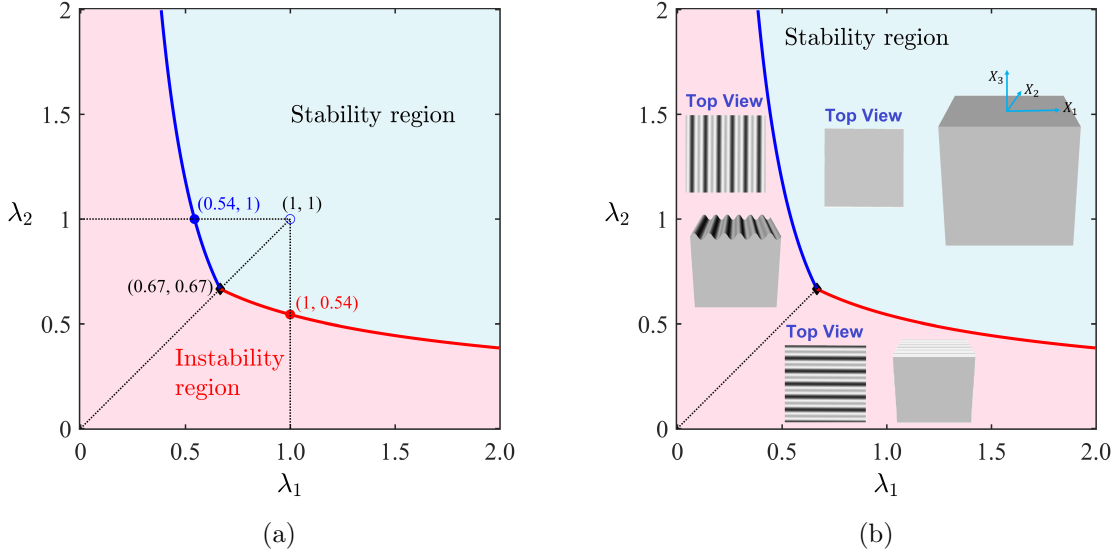 2
1.5
1
0.5
0
λ2
Stability region
(0.54, 1)
(1, 1)
(0.67, 0.67)
(1, 0.54)
Instability
region
0
0.5
1.0
1.5
2.0
λ1
(a)
2
1.5
1
0.5
0
λ2
Stability region
Top View
Top View
X3
X2
X1
Top View
0
0.5
1.0
1.5
2.0
λ1
(b)